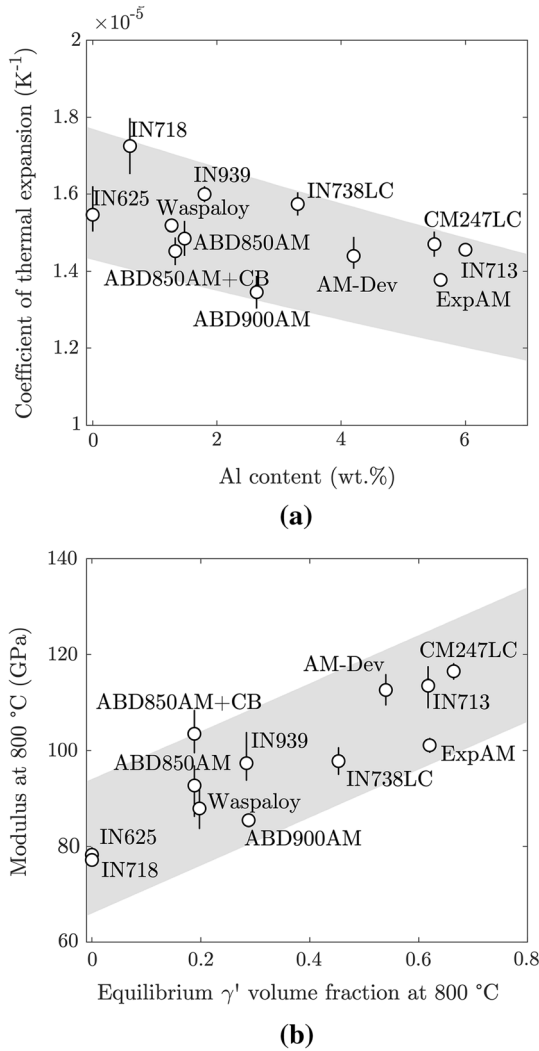 ×10⁻⁵
2
1.8
1.6
1.4
1.2
1
Coefficient of thermal expansion (K⁻¹)
IN718
IN939
IN738LC
IN625
Waspaloy
CM247LC
ABD850AM
ABD850AM+CB
AM-Dev
IN713
ExpAM
ABD900AM
0 2 4 6
Al content (wt.%)
(a)
140
120
100
80
60
Modulus at 800 °C (GPa)
CM247LC
AM-Dev
ABD850AM+CB
IN713
IN939
ExpAM
ABD850AM
IN738LC
Waspaloy
ABD900AM
IN625
IN718
0 0.2 0.4 0.6 0.8
Equilibrium γ' volume fraction at 800 °C
(b)